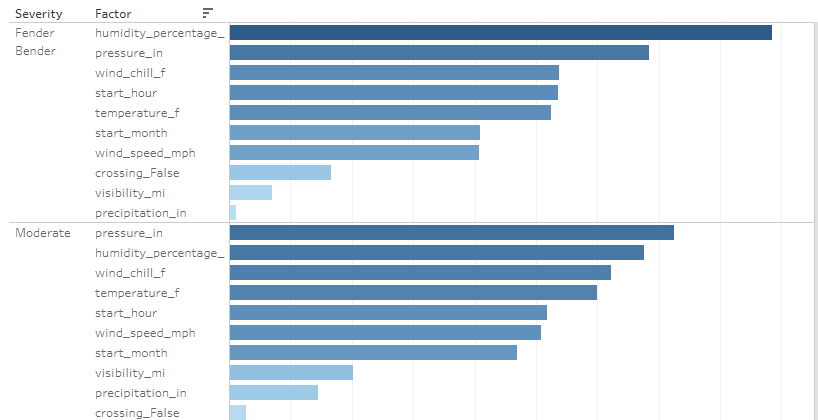 Severity Factor
Fender humidity_percentage_
Bender pressure_in
wind_chill_f
start_hour
temperature_f
start_month
wind_speed_mph
crossing_False
visibility_mi
precipitation_in
Moderate pressure_in
humidity_percentage_
wind_chill_f
temperature_f
start_hour
wind_speed_mph
start_month
visibility_mi
precipitation_in
crossing_False